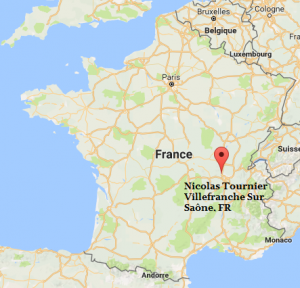 Bruxelles
Cologne
Belgique
Luxembourg
Paris
France
Suisse
Nicolas Tournier
Villefranche Sur
Saône, FR
Monaco
Andorre